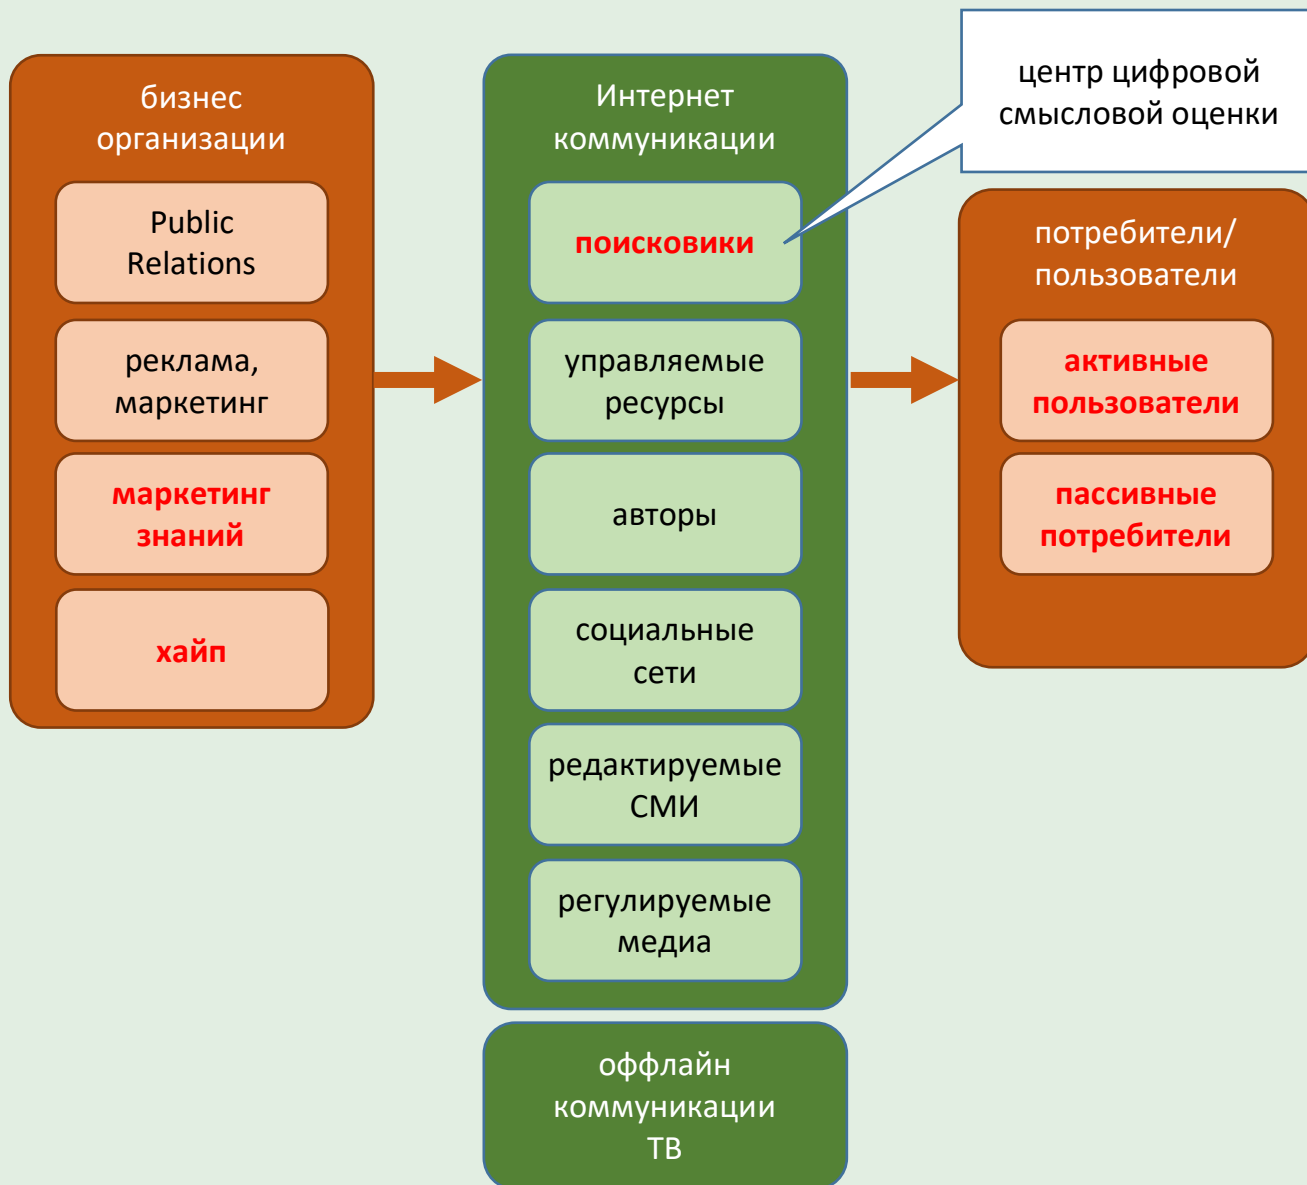 бизнес
организации
Public
Relations
реклама,
маркетинг
маркетинг
знаний
хайп
Интернет
коммуникации
поисковики
управляемые
ресурсы
авторы
социальные
сети
редактируемые
СМИ
регулируемые
медиа
оффлайн
коммуникации
ТВ
центр цифровой
смысловой оценки
потребители/
пользователи
активные
пользователи
пассивные
потребители